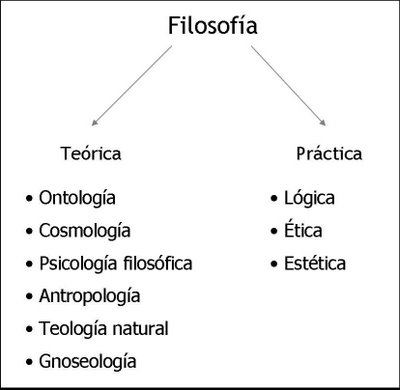 Filosofía
Teórica
• Ontología
• Cosmología
• Psicología filosófica
• Antropología
• Teología natural
• Gnoseología
Práctica
• Lógica
• Ética
• Estética